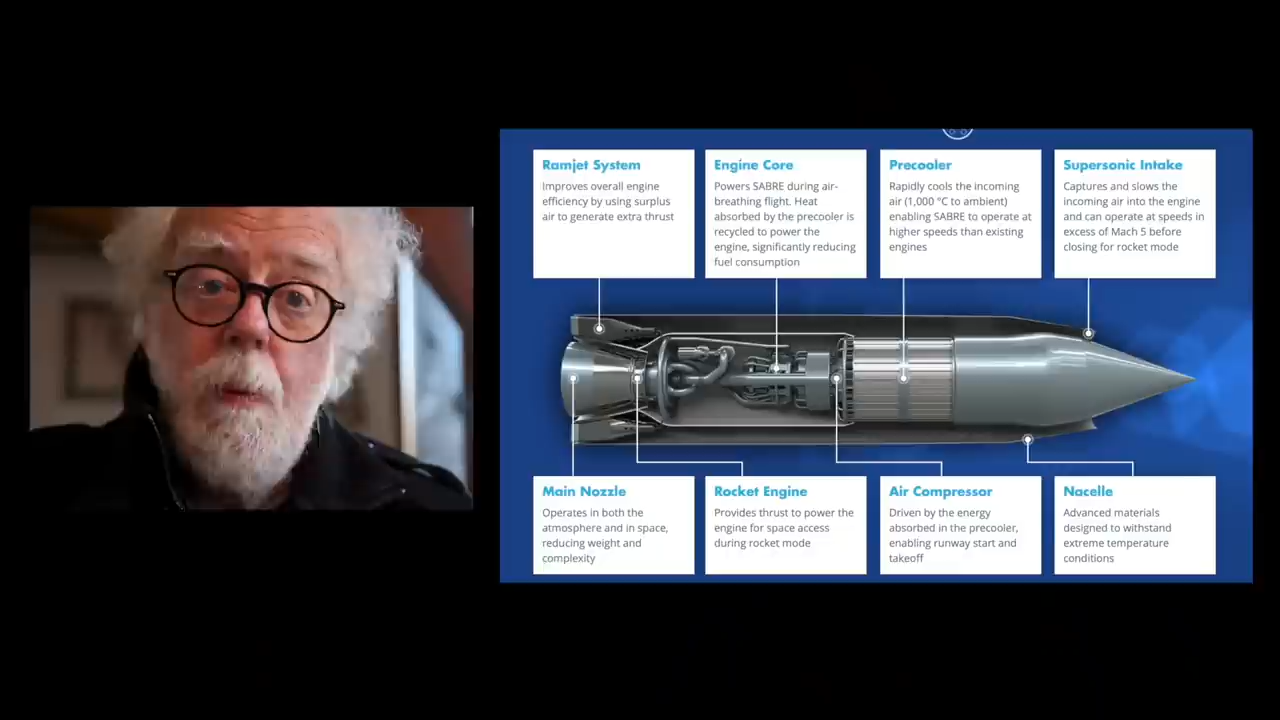 Ramjet System
Improves overall engine
efficiency by using surplus
air to generate extra thrust
Engine Core
Powers SABRE during air-
breathing flight. Heat
absorbed by the precooler is
recycled to power the
engine, significantly reducing
fuel consumption
Precooler
Rapidly cools the incoming
air (1,000 °C to ambient)
enabling SABRE to operate at
higher speeds than existing
engines
Supersonic Intake
Captures and slows the
incoming air into the engine
and can operate at speeds in
excess of Mach 5 before
closing for rocket mode
Main Nozzle
Operates in both the
atmosphere and in space,
reducing weight and
complexity
Rocket Engine
Provides thrust to power the
engine for space access
during rocket mode
Air Compressor
Driven by the energy
absorbed in the precooler,
enabling runway start and
takeoff
Nacelle
Advanced materials
designed to withstand
extreme temperature
conditions